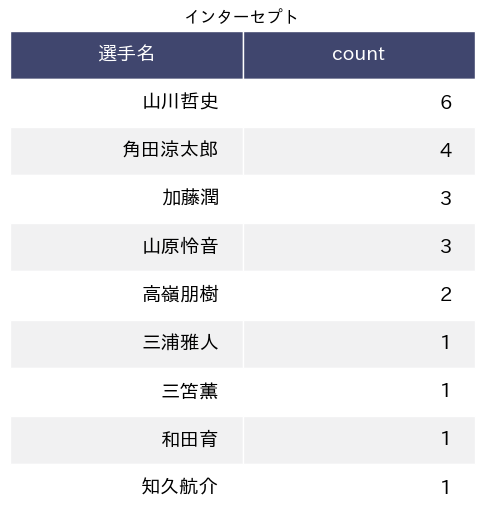 インターセプト
選手名 count
山川哲史 6
角田涼太郎 4
加藤潤 3
山原怜音 3
高嶺朋樹 2
三浦雅人 1
三笘薫 1
和田育 1
知久航介 1